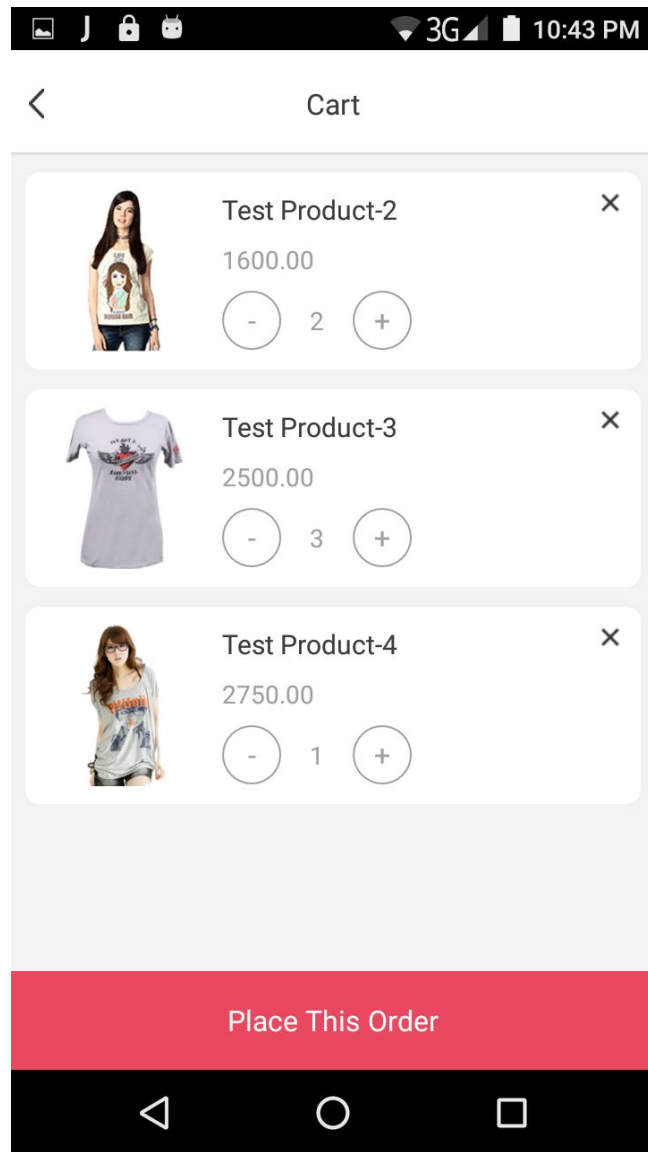 3G 10:43 PM
Cart
Test Product-2
1600.00
- 2 +
Test Product-3
2500.00
- 3 +
Test Product-4
2750.00
- 1 +
Place This Order